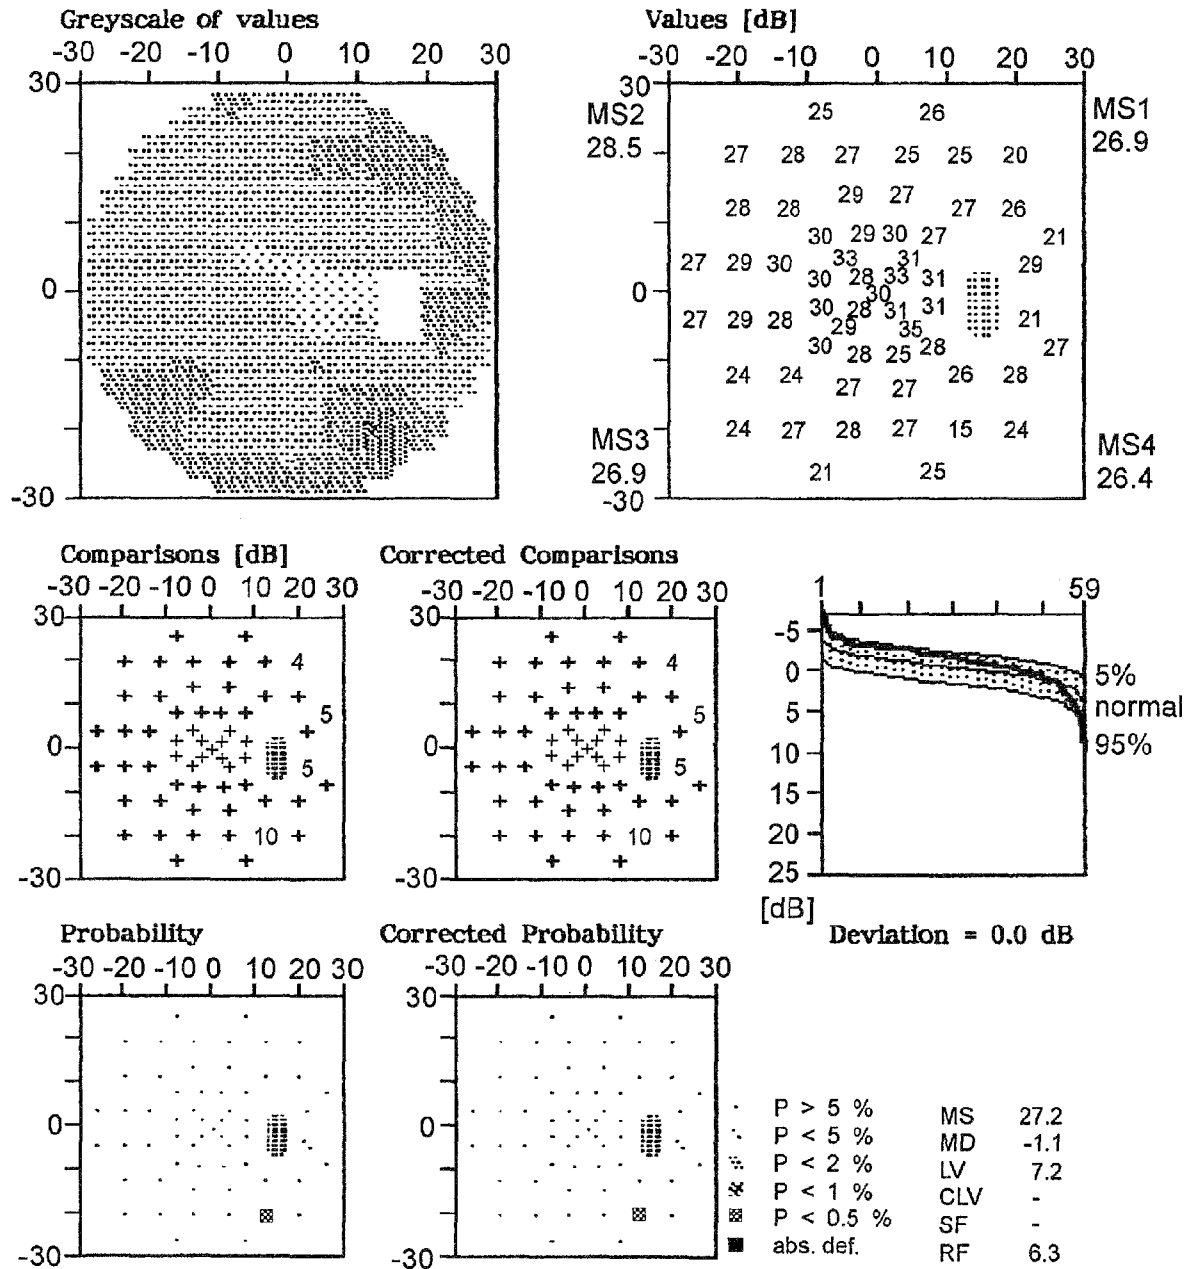 Greyscale of values
-30 -20 -10 0 10 20 30
30
0
-30
Values [dB]
-30 -20 -10 0 10 20 30
30
0
-30
MS2
28.5
MS1
26.9
MS3
26.9
MS4
26.4
25 26
27 28 27 25 25 20
29 27
28 28 27 26
30 29 30 27 21
33 31
27 29 30 29
30 28 33 31
30
30 28 31 31
27 29 28 21
29 35
30 28 25 28 27
24 24 26 28
27 27
24 27 28 27 15 24
21 25
Comparisons [dB]
-30 -20 -10 0 10 20 30
30
0
-30
+ +
+ + + + + 4
+ +
+ + + +
+ + + + 5
+ +
+ + + +
+ + + +
+
+ + + +
+ + + 5
+ +
+ + + + +
+ + + +
+ +
+ + + + 10 +
+ +
Corrected Comparisons
-30 -20 -10 0 10 20 30
30
0
-30
+ +
+ + + + + 4
+ +
+ + + +
+ + + + 5
+ +
+ + + +
+ + + +
+
+ + + +
+ + + 5
+ +
+ + + + +
+ + + +
+ +
+ + + + 10 +
+ +
1 59
-5
0
5
10
15
20
25
[dB]
5%
normal
95%
Deviation = 0.0 dB
Probability
-30 -20 -10 0 10 20 30
30
0
-30
Corrected Probability
-30 -20 -10 0 10 20 30
30
0
-30
P > 5 %
P < 5 %
P < 2 %
P < 1 %
P < 0.5 %
abs. def.
MS 27.2
MD -1.1
LV 7.2
CLV -
SF -
RF 6.3